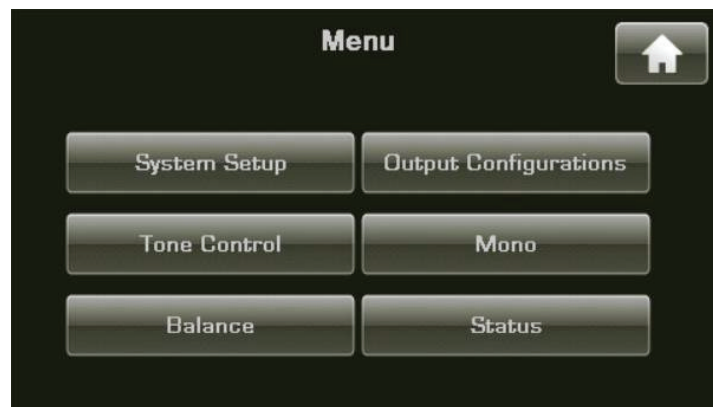 Menu
System Setup
Output Configurations
Tone Control
Mono
Balance
Status